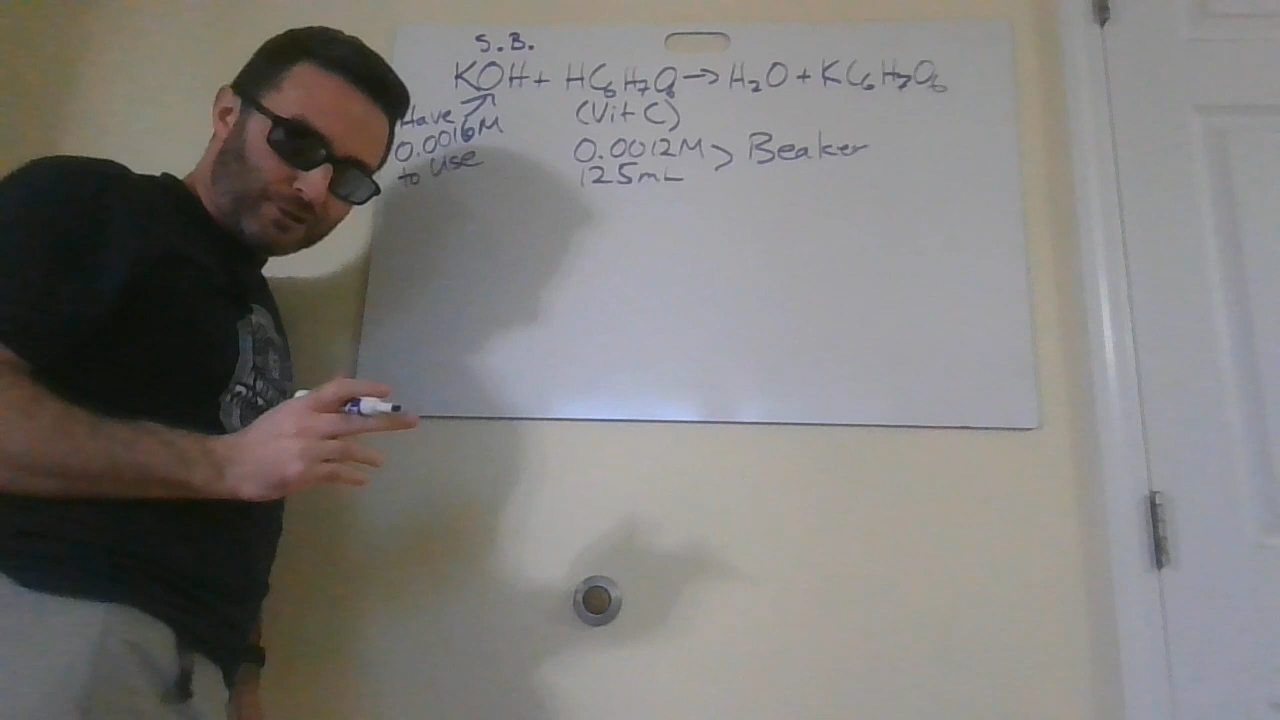 S.B.
KOH + HC₆H₇O₆ → H₂O + KC₆H₇O₆
Have
0.0016M
to use
(Vit C)
0.0012M > Beaker
125mL